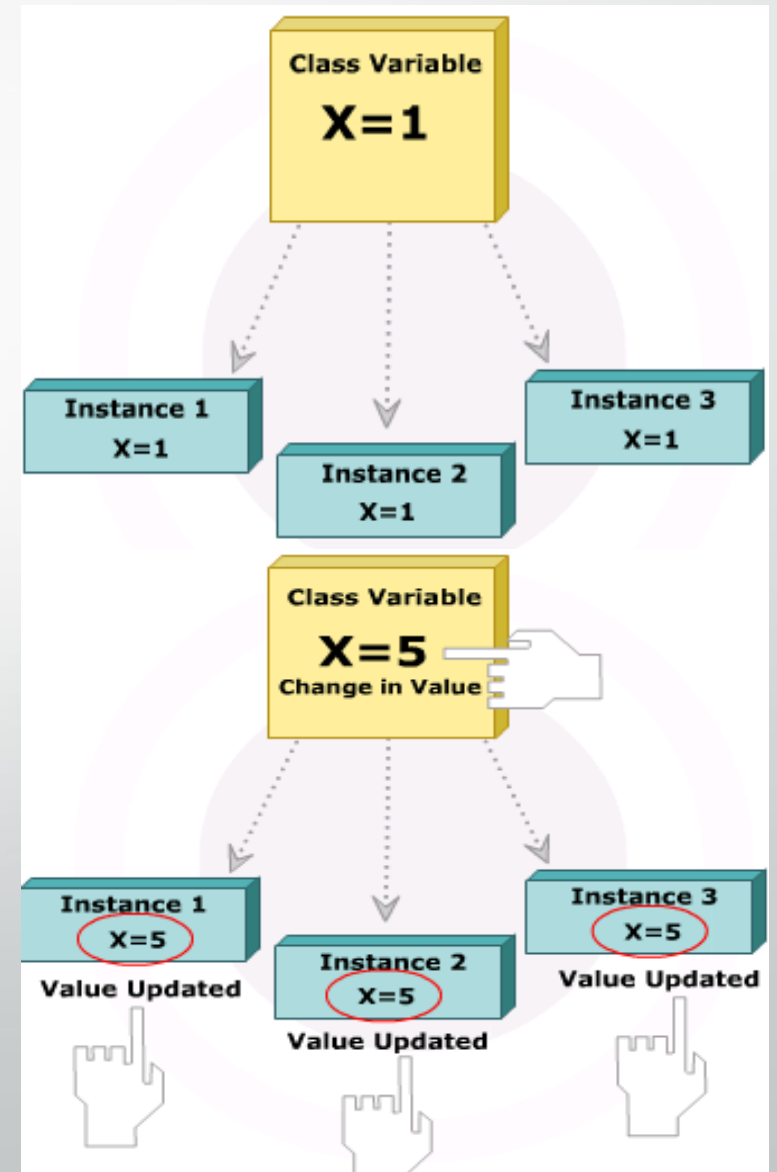 Class Variable
X=1
Instance 1
X=1
Instance 2
X=1
Instance 3
X=1
Class Variable
X=5
Change in Value
Instance 1
X=5
Value Updated
Instance 2
X=5
Value Updated
Instance 3
X=5
Value Updated